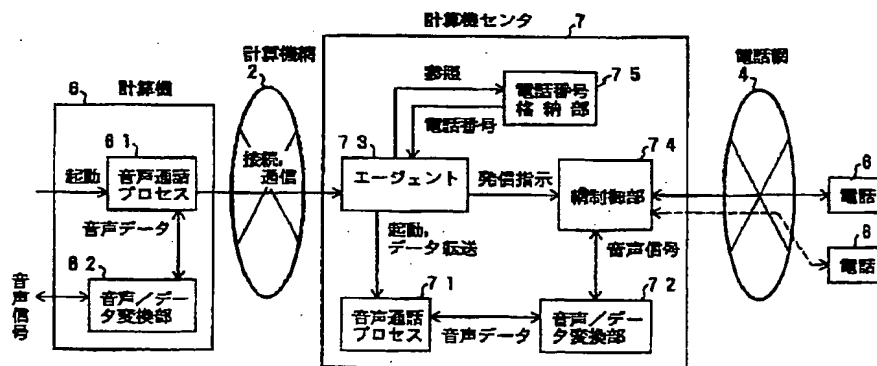 計算機センタ 7
計算機網
2
電話網
4
6 計算機
参照
電話番号
格納部
75
電話番号
61
73
74
起動
音声通話
プロセス
接続,
通信
エージェント
発信指示
網制御部
6
電話
音声データ
起動,
データ転送
音声信号
6
電話
62
71
72
音声信号
音声/デー
タ変換部
音声通話
プロセス
音声データ
音声/デー
タ変換部